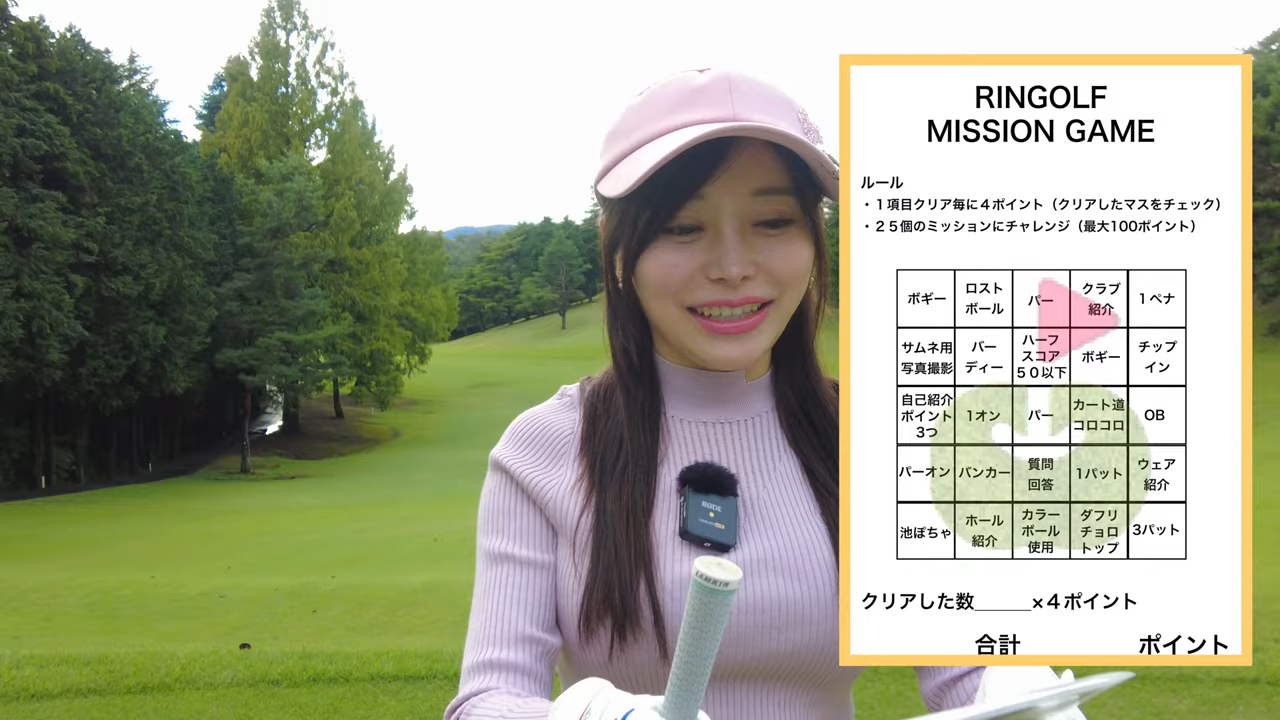 RINGOLF
MISSION GAME
ルール
・１項目クリア毎に４ポイント（クリアしたマスをチェック）
・２５個のミッションにチャレンジ（最大100ポイント）
ボギー
ロスト
ボール
パー
クラブ
紹介
１ペナ
サムネ用
写真撮影
バー
ディー
ハーフ
スコア
５０以下
ボギー
チップ
イン
自己紹介
ポイント
3つ
1オン
パー
カート道
コロコロ
OB
パーオン
バンカー
質問
回答
1パット
ウェア
紹介
池ぽちゃ
ホール
紹介
カラー
ボール
使用
ダフリ
チョロ
トップ
3パット
クリアした数_____×４ポイント
合計 ポイント
RØDE